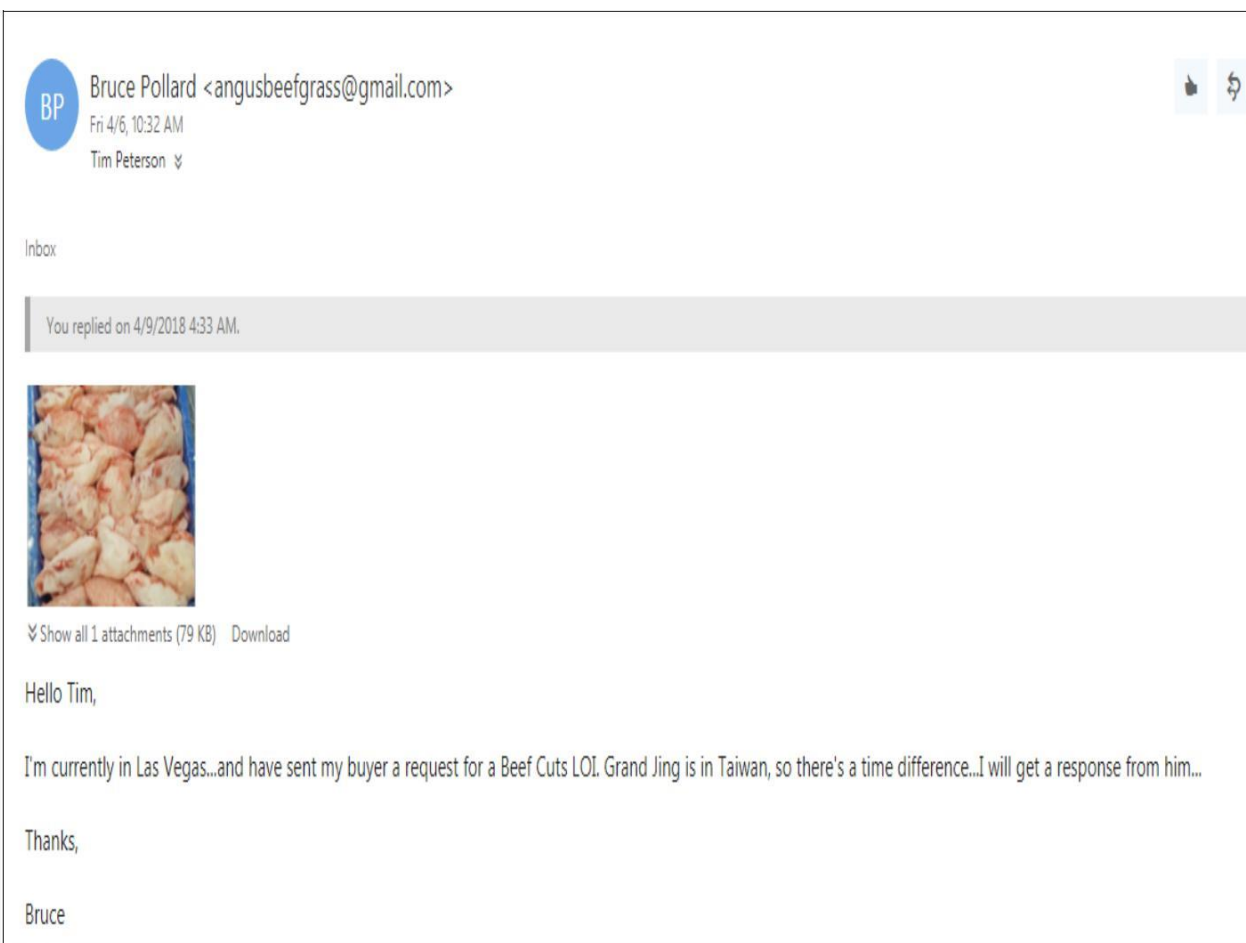 BP
Bruce Pollard <angusbeefgrass@gmail.com>
Fri 4/6, 10:32 AM
Tim Peterson
Inbox
You replied on 4/9/2018 4:33 AM.
Show all 1 attachments (79 KB) Download
Hello Tim,
I'm currently in Las Vegas...and have sent my buyer a request for a Beef Cuts LOI. Grand Jing is in Taiwan, so there's a time difference...I will get a response from him...
Thanks,
Bruce